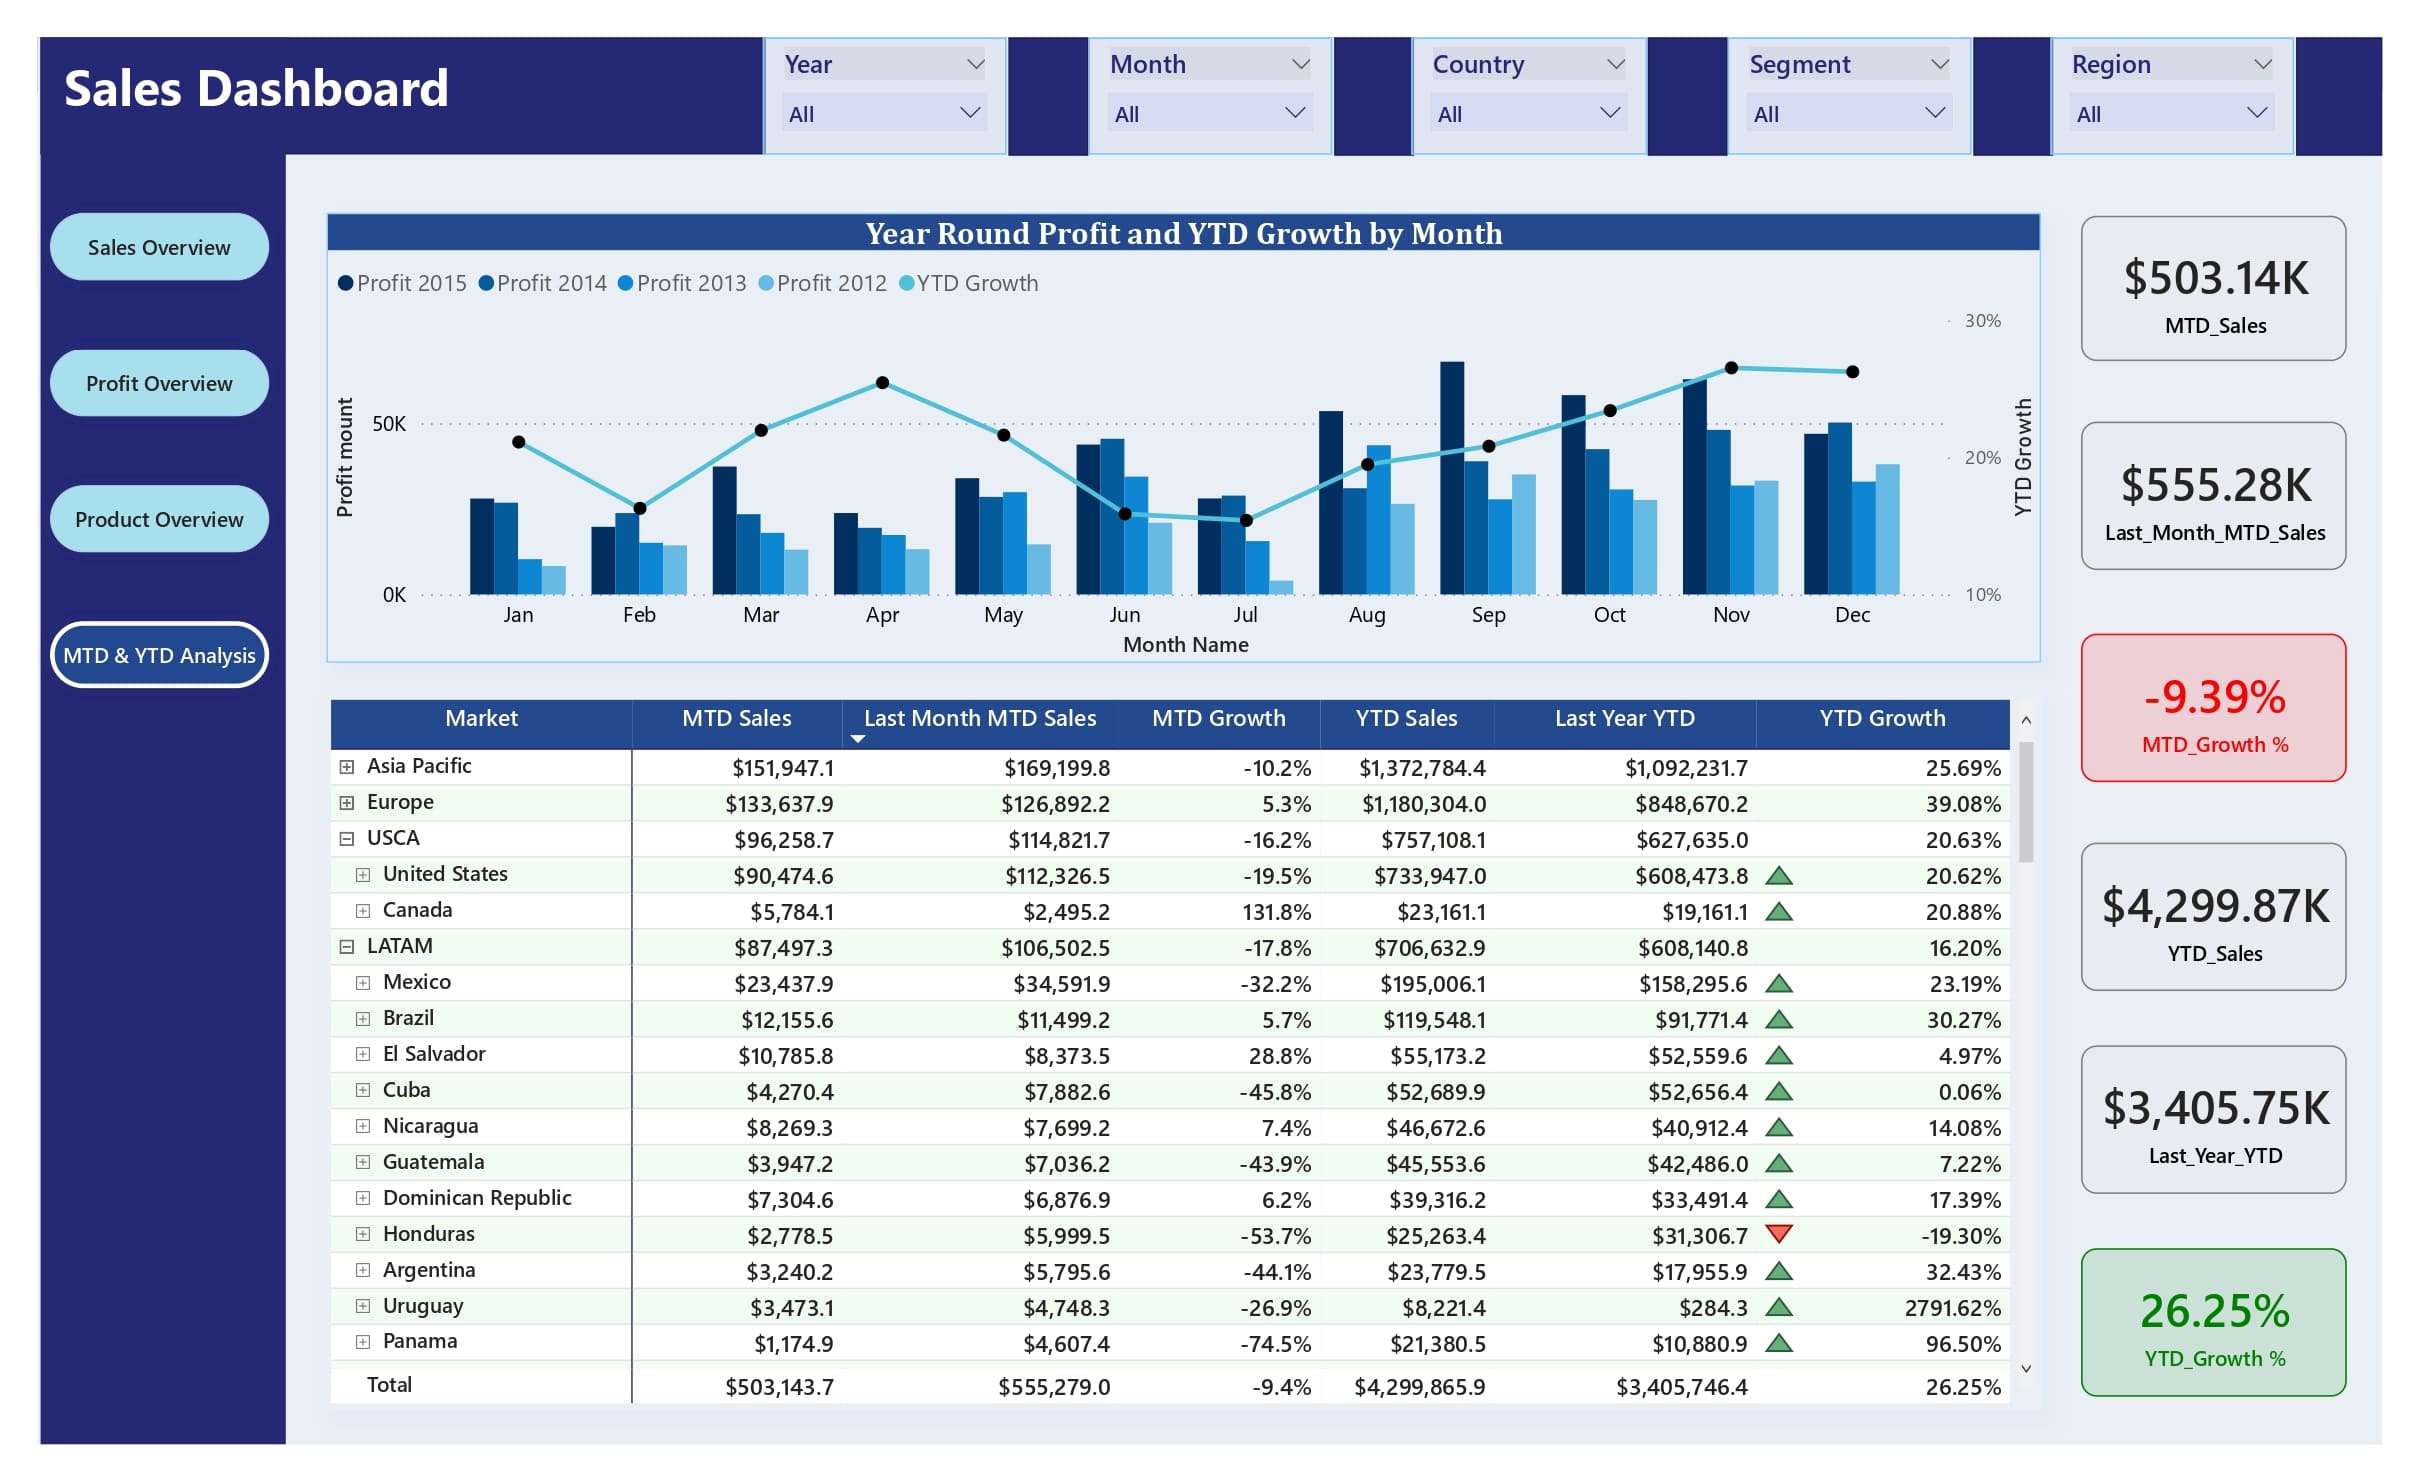 Sales Dashboard
Year
All
Month
All
Country
All
Segment
All
Region
All
Sales Overview
Profit Overview
Product Overview
MTD & YTD Analysis
Year Round Profit and YTD Growth by Month
Profit 2015 Profit 2014 Profit 2013 Profit 2012 YTD Growth
Profit mount
50K
0K
30%
20%
10%
YTD Growth
Jan Feb Mar Apr May Jun Jul Aug Sep Oct Nov Dec
Month Name
Market MTD Sales Last Month MTD Sales MTD Growth YTD Sales Last Year YTD YTD Growth
Asia Pacific $151,947.1 $169,199.8 -10.2% $1,372,784.4 $1,092,231.7 25.69%
Europe $133,637.9 $126,892.2 5.3% $1,180,304.0 $848,670.2 39.08%
USCA $96,258.7 $114,821.7 -16.2% $757,108.1 $627,635.0 20.63%
United States $90,474.6 $112,326.5 -19.5% $733,947.0 $608,473.8 20.62%
Canada $5,784.1 $2,495.2 131.8% $23,161.1 $19,161.1 20.88%
LATAM $87,497.3 $106,502.5 -17.8% $706,632.9 $608,140.8 16.20%
Mexico $23,437.9 $34,591.9 -32.2% $195,006.1 $158,295.6 23.19%
Brazil $12,155.6 $11,499.2 5.7% $119,548.1 $91,771.4 30.27%
El Salvador $10,785.8 $8,373.5 28.8% $55,173.2 $52,559.6 4.97%
Cuba $4,270.4 $7,882.6 -45.8% $52,689.9 $52,656.4 0.06%
Nicaragua $8,269.3 $7,699.2 7.4% $46,672.6 $40,912.4 14.08%
Guatemala $3,947.2 $7,036.2 -43.9% $45,553.6 $42,486.0 7.22%
Dominican Republic $7,304.6 $6,876.9 6.2% $39,316.2 $33,491.4 17.39%
Honduras $2,778.5 $5,999.5 -53.7% $25,263.4 $31,306.7 -19.30%
Argentina $3,240.2 $5,795.6 -44.1% $23,779.5 $17,955.9 32.43%
Uruguay $3,473.1 $4,748.3 -26.9% $8,221.4 $284.3 2791.62%
Panama $1,174.9 $4,607.4 -74.5% $21,380.5 $10,880.9 96.50%
Total $503,143.7 $555,279.0 -9.4% $4,299,865.9 $3,405,746.4 26.25%
$503.14K
MTD_Sales
$555.28K
Last_Month_MTD_Sales
-9.39%
MTD_Growth %
$4,299.87K
YTD_Sales
$3,405.75K
Last_Year_YTD
26.25%
YTD_Growth %